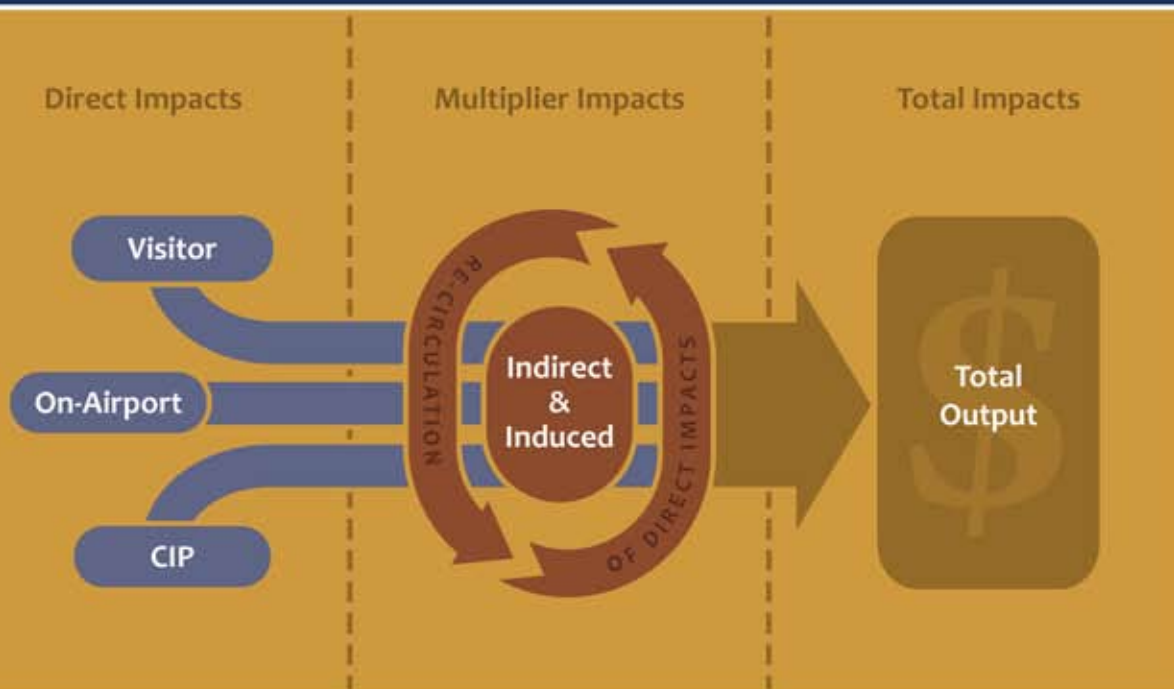 Direct Impacts
Multiplier Impacts
Total Impacts
Visitor
On-Airport
CIP
RE-CIRCULATION
OF DIRECT IMPACTS
Indirect
&
Induced
$
Total
Output